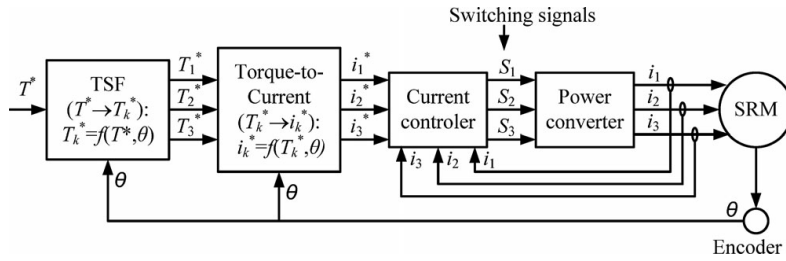 Switching signals
T*
TSF
(T*→Tk*):
Tk*=f(T*,θ)
T1*
T2*
T3*
Torque-to-
Current
(Tk*→ik*):
ik*=f(Tk*,θ)
i1*
i2*
i3*
Current
controler
S1
S2
S3
Power
converter
i1
i2
i3
SRM
i3
i2
i1
θ
θ
θ
Encoder